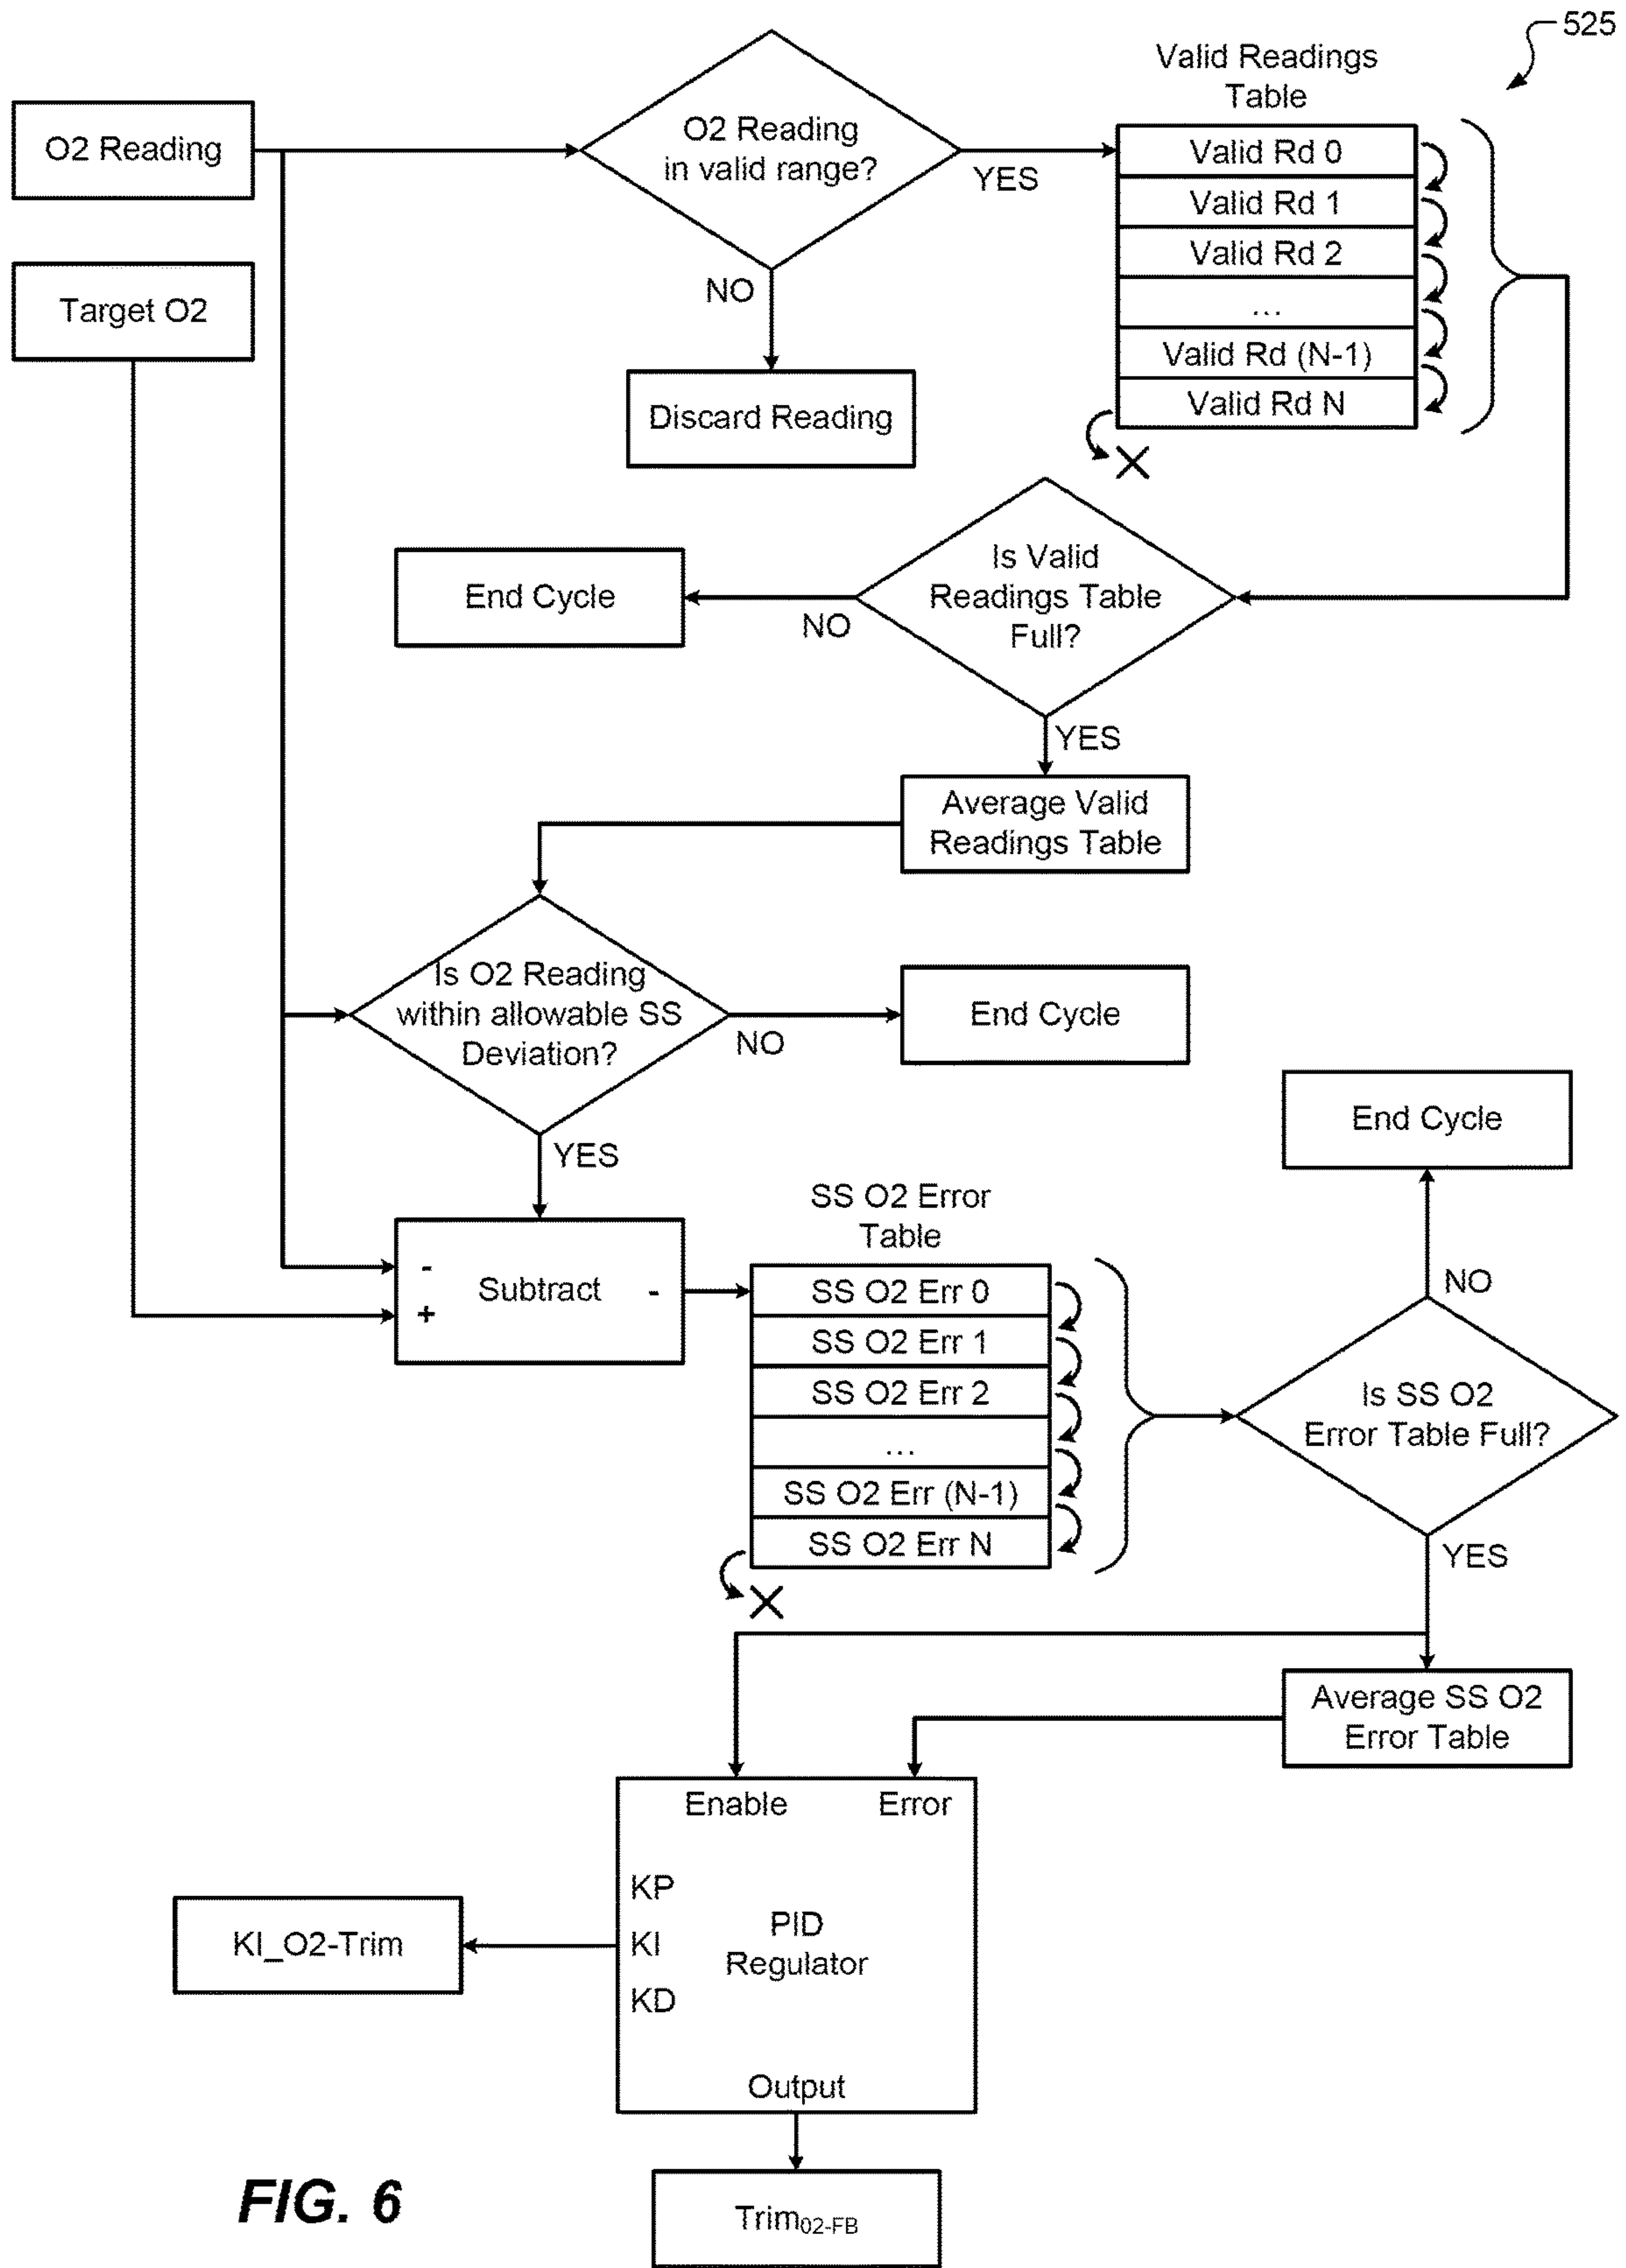 525
Valid Readings
Table
O2 Reading
O2 Reading
in valid range?
YES
Valid Rd 0
Valid Rd 1
Valid Rd 2
...
Valid Rd (N-1)
Valid Rd N
Target O2
NO
Discard Reading
Is Valid
Readings Table
Full?
NO
End Cycle
YES
Average Valid
Readings Table
Is O2 Reading
within allowable SS
Deviation?
NO
End Cycle
YES
End Cycle
SS O2 Error
Table
-
+
Subtract
-
SS O2 Err 0
SS O2 Err 1
SS O2 Err 2
...
SS O2 Err (N-1)
SS O2 Err N
NO
Is SS O2
Error Table Full?
YES
Average SS O2
Error Table
Enable
Error
KP
KI
KD
PID
Regulator
KI_O2-Trim
Output
Trim02-FB
FIG. 6